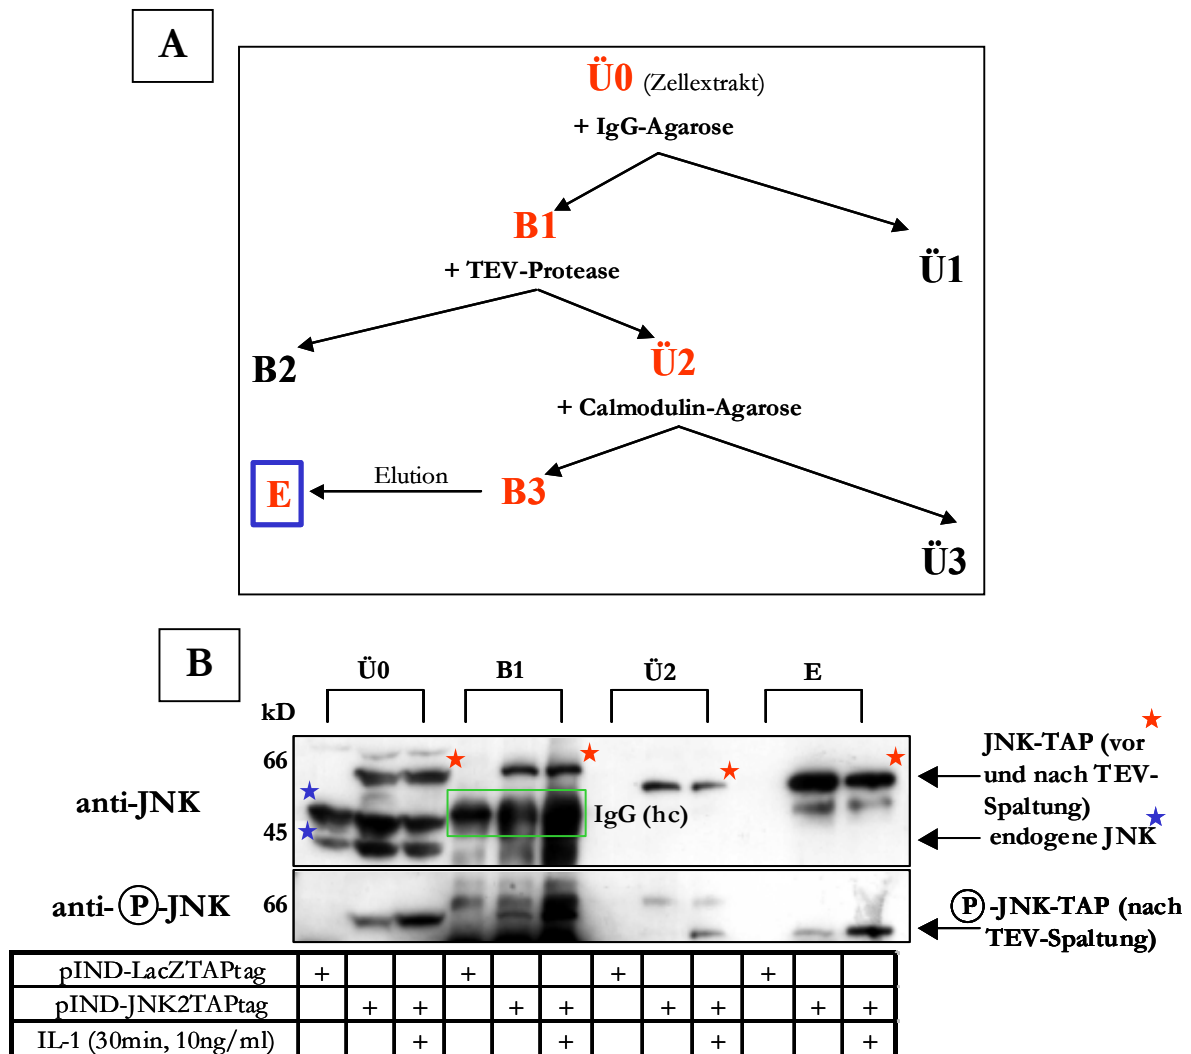 A
Ü0 (Zellextrakt)
+ IgG-Agarose
B1
Ü1
+ TEV-Protease
B2
Ü2
+ Calmodulin-Agarose
E
Elution
B3
Ü3
B
Ü0 B1 Ü2 E
kD
66
45
anti-JNK
IgG (hc)
JNK-TAP (vor
und nach TEV-
Spaltung)
endogene JNK
anti-P-JNK
66
P-JNK-TAP (nach
TEV-Spaltung)
pIND-LacZTAPtag + + + +
pIND-JNK2TAPtag + + + + + + + +
IL-1 (30min, 10ng/ml) + + + +